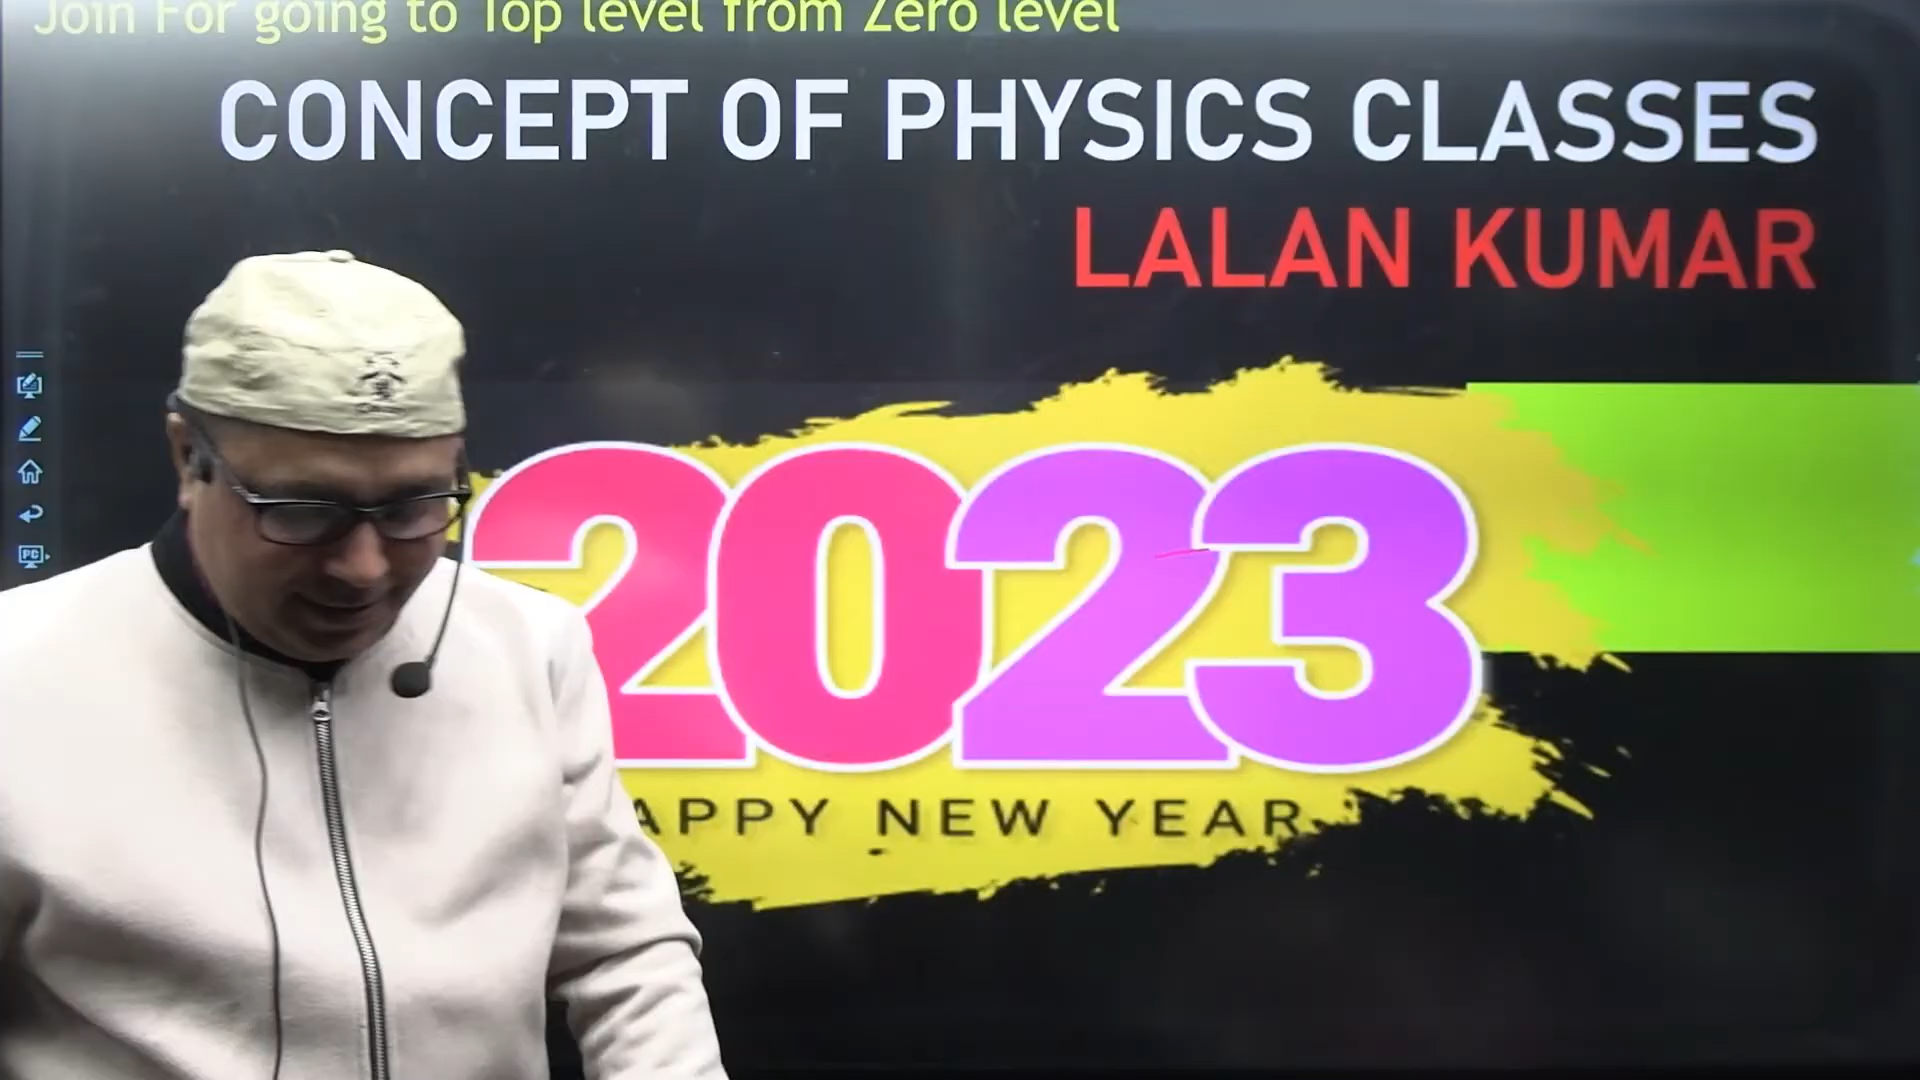 Join For going to Top level from Zero level
CONCEPT OF PHYSICS CLASSES
LALAN KUMAR
2023
APPY NEW YEAR
PC